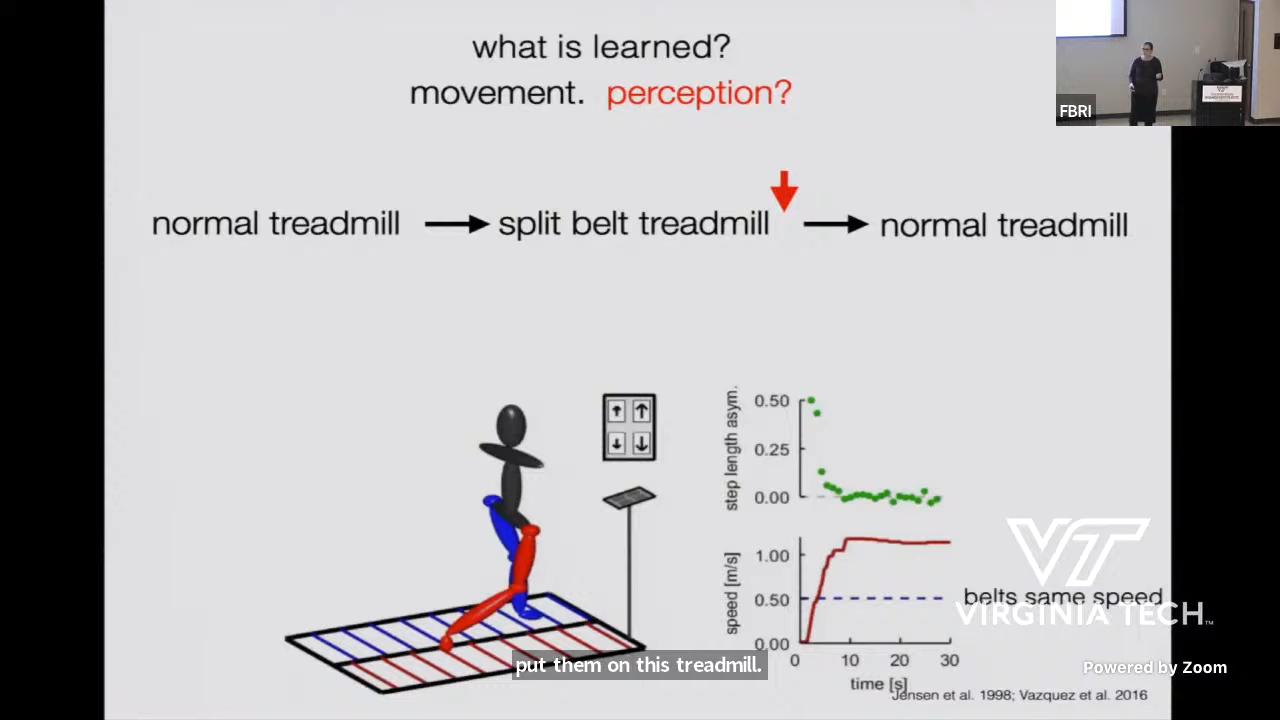 what is learned?
movement. perception?
FBRI
normal treadmill
split belt treadmill
normal treadmill
step length asym.
0.50
0.25
0.00
speed [m/s]
1.00
0.50
0.00
belts same speed
0 10 20 30
time [s]
VT
VIRGINIA TECH™
put them on this treadmill.
Powered by Zoom
Jensen et al. 1998; Vazquez et al. 2016